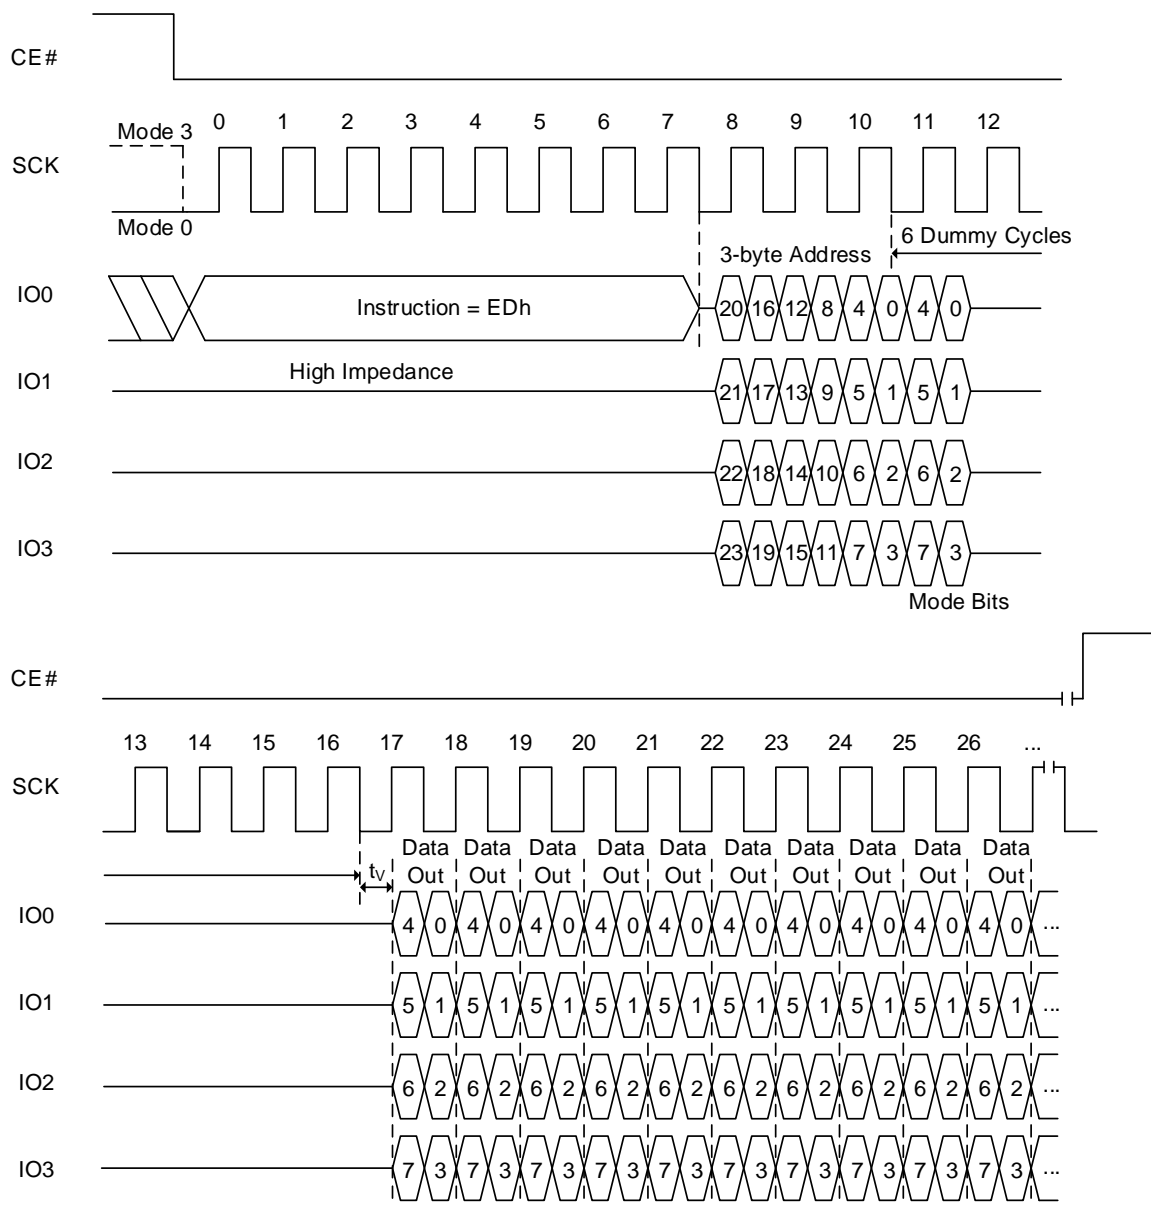 CE#
Mode 3 0 1 2 3 4 5 6 7 8 9 10 11 12
SCK
Mode 0
6 Dummy Cycles
3-byte Address
IO0 Instruction = EDh 20 16 12 8 4 0 4 0
IO1 High Impedance 21 17 13 9 5 1 5 1
IO2 22 18 14 10 6 2 6 2
IO3 23 19 15 11 7 3 7 3
Mode Bits
CE#
13 14 15 16 17 18 19 20 21 22 23 24 25 26 ...
SCK
Data Data Data Data Data Data Data Data Data Data
tV Out Out Out Out Out Out Out Out Out Out
IO0 4 0 4 0 4 0 4 0 4 0 4 0 4 0 4 0 4 0 4 0 ...
IO1 5 1 5 1 5 1 5 1 5 1 5 1 5 1 5 1 5 1 5 1 ...
IO2 6 2 6 2 6 2 6 2 6 2 6 2 6 2 6 2 6 2 6 2 ...
IO3 7 3 7 3 7 3 7 3 7 3 7 3 7 3 7 3 7 3 7 3 ...